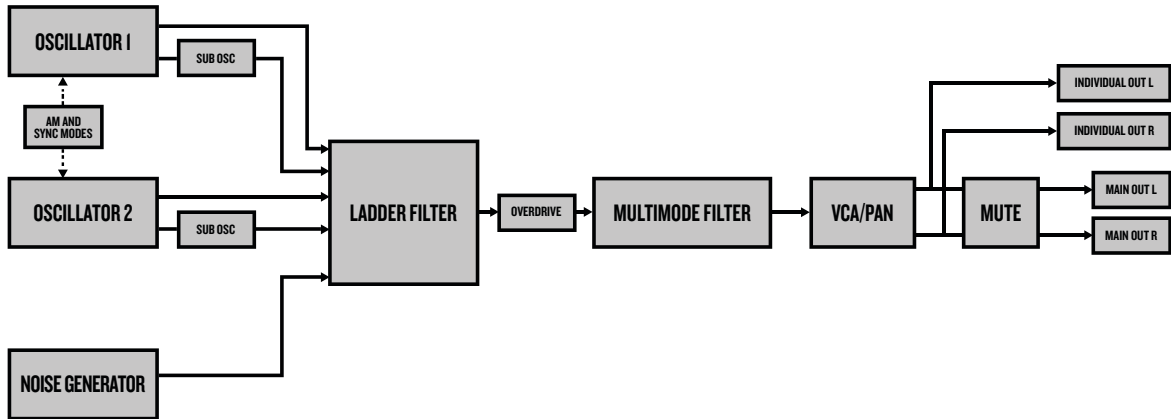 OSCILLATOR 1
SUB OSC
AM AND
SYNC MODES
OSCILLATOR 2
SUB OSC
NOISE GENERATOR
LADDER FILTER
OVERDRIVE
MULTIMODE FILTER
VCA/PAN
MUTE
INDIVIDUAL OUT L
INDIVIDUAL OUT R
MAIN OUT L
MAIN OUT R